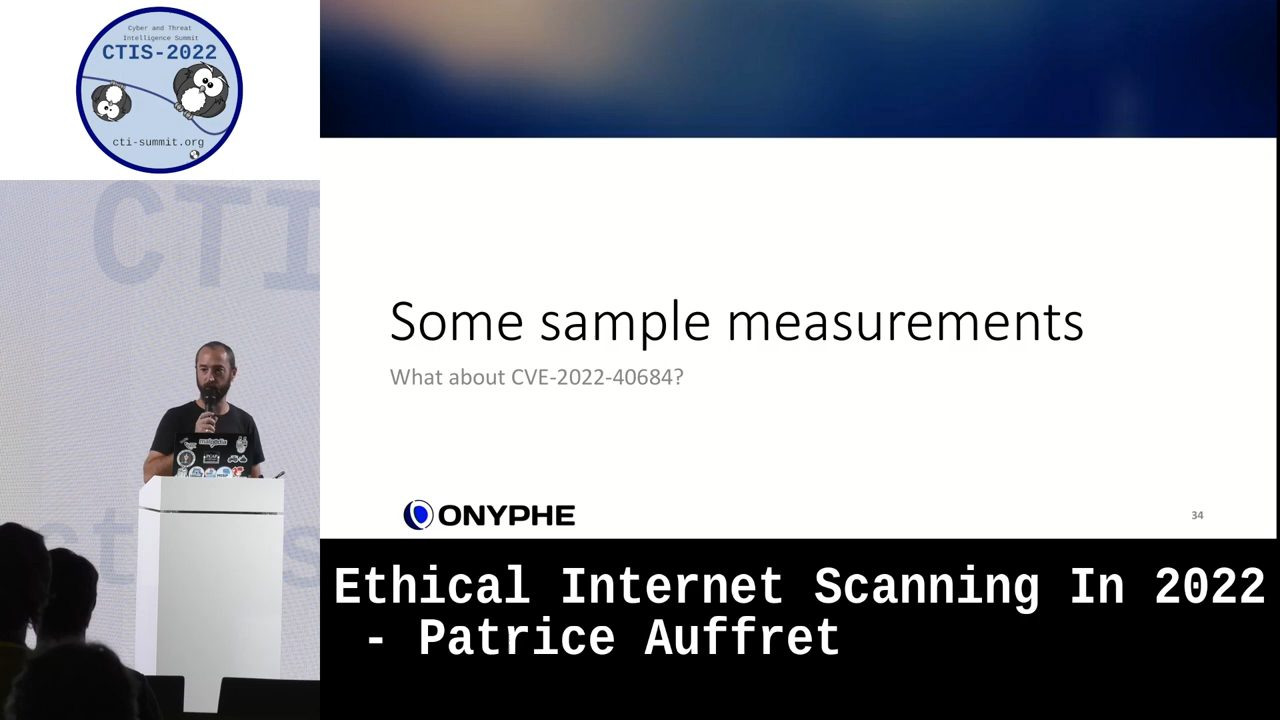 Cyber and Threat
Intelligence Summit
CTIS-2022
cti-summit.org
CTI
Some sample measurements
What about CVE-2022-40684?
ONYPHE
34
Ethical Internet Scanning In 2022
- Patrice Auffret